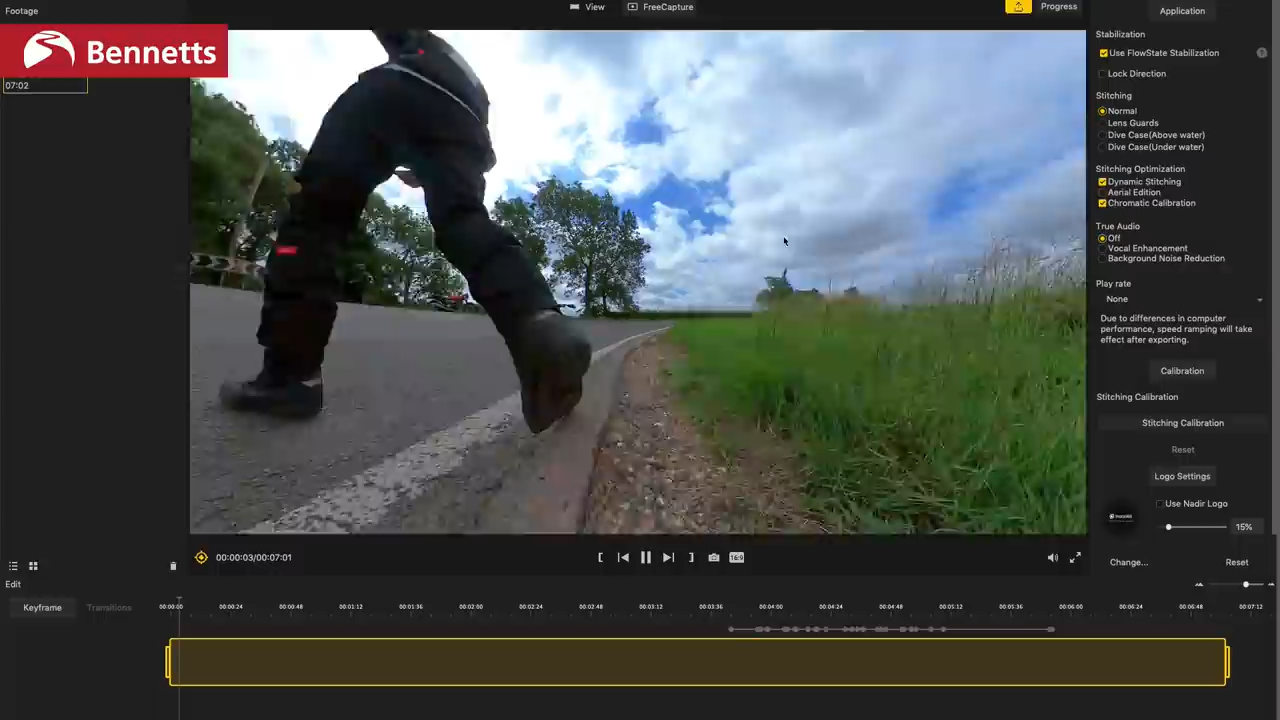 Footage
View
FreeCapture
Progress
Application
Bennetts
07:02
Stabilization
Use FlowState Stabilization
?
Lock Direction
Stitching
Normal
Lens Guards
Dive Case(Above water)
Dive Case(Under water)
Stitching Optimization
Dynamic Stitching
Aerial Edition
Chromatic Calibration
True Audio
Off
Vocal Enhancement
Background Noise Reduction
Play rate
None
Due to differences in computer
performance, speed ramping will take
effect after exporting.
Calibration
Stitching Calibration
Stitching Calibration
Reset
Logo Settings
Use Nadir Logo
15%
Change...
Reset
00:00:03/00:07:01
16:9
Edit
Keyframe
Transitions
00:00:00
00:00:24
00:00:48
00:01:12
00:01:36
00:02:00
00:02:24
00:02:48
00:03:12
00:03:36
00:04:00
00:04:24
00:04:48
00:05:12
00:05:36
00:06:00
00:06:24
00:06:48
00:07:12